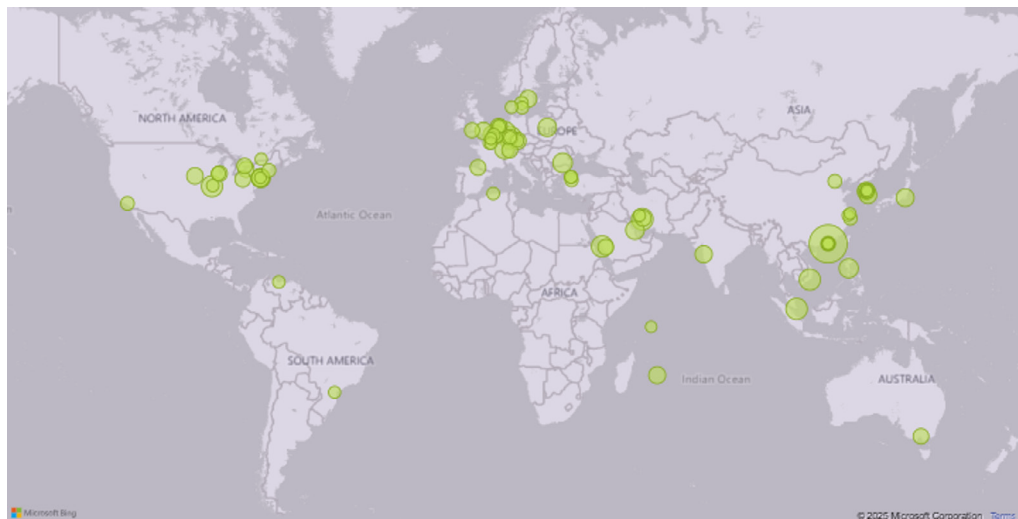 NORTH AMERICA
ASIA
EUROPE
Atlantic Ocean
AFRICA
SOUTH AMERICA
Indian Ocean
AUSTRALIA
Microsoft Bing
© 2025 Microsoft Corporation Terms